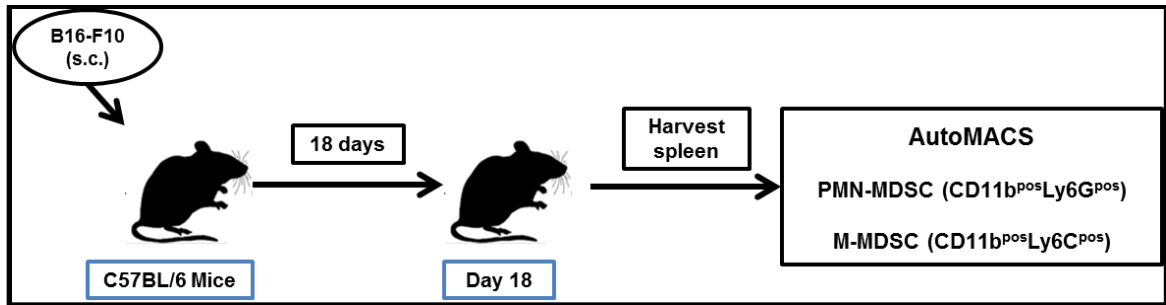 B16-F10
(s.c.)
18 days
Harvest
spleen
AutoMACS
PMN-MDSC (CD11bᵖᵒˢLy6Gᵖᵒˢ)
M-MDSC (CD11bᵖᵒˢLy6Cᵖᵒˢ)
C57BL/6 Mice
Day 18